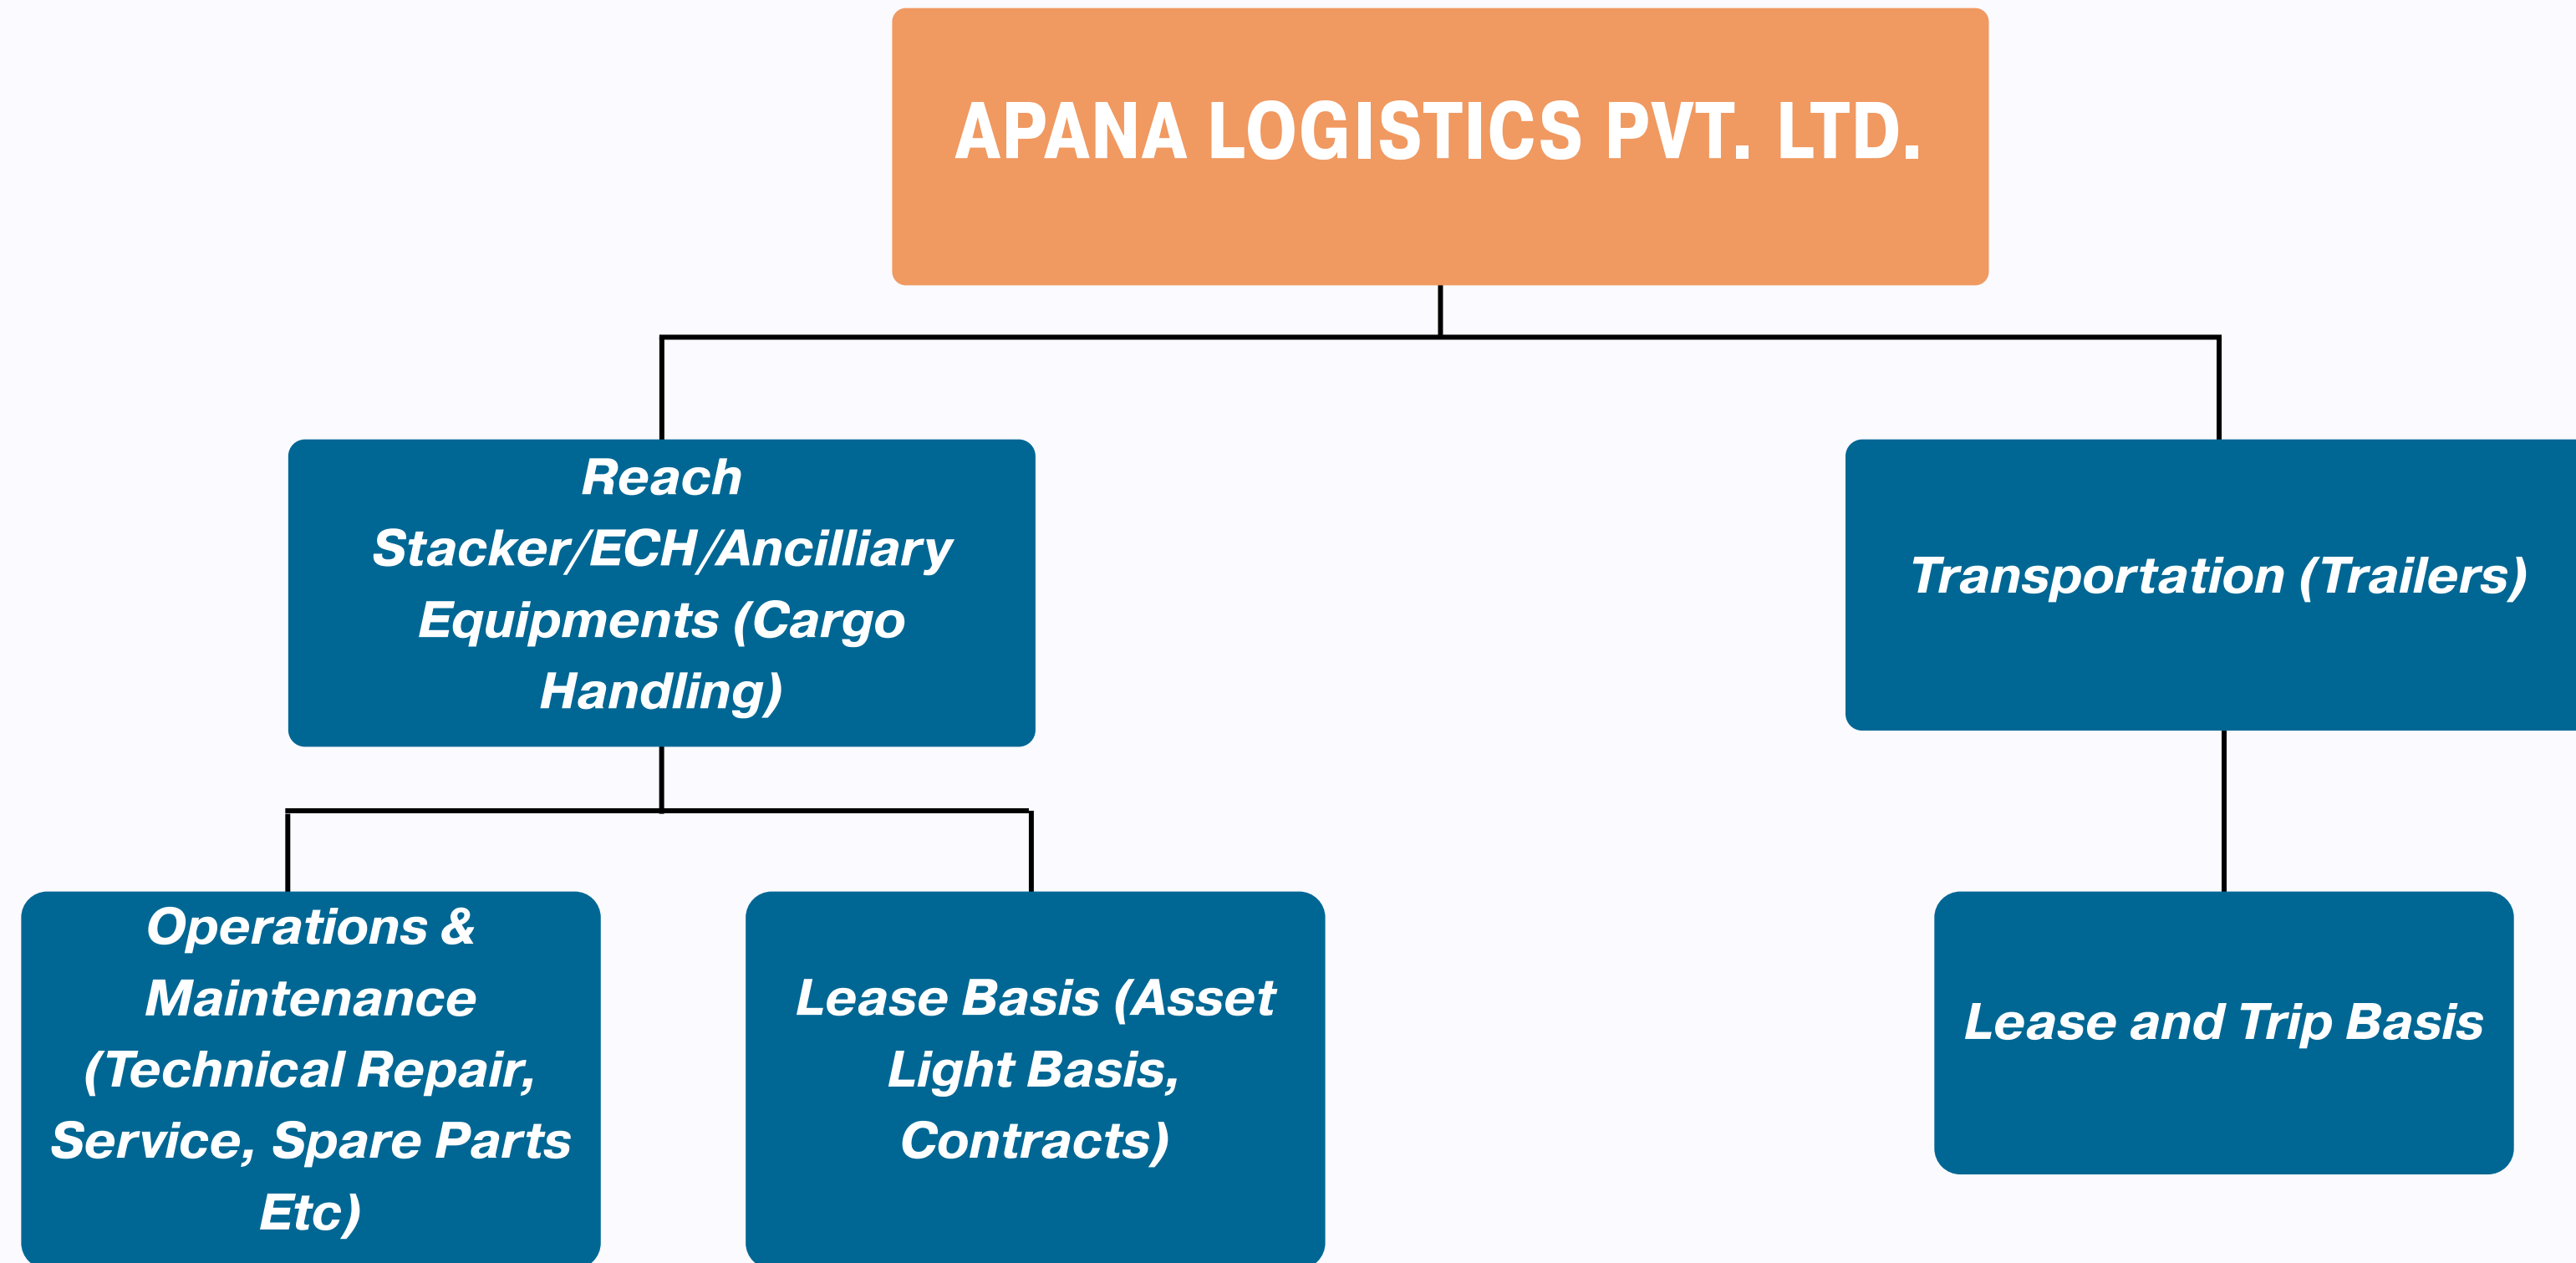 APANA LOGISTICS PVT. LTD.
Reach
Stacker/ECH/Ancilliary
Equipments (Cargo
Handling)
Transportation (Trailers)
Operations &
Maintenance
(Technical Repair,
Service, Spare Parts
Etc)
Lease Basis (Asset
Light Basis,
Contracts)
Lease and Trip Basis